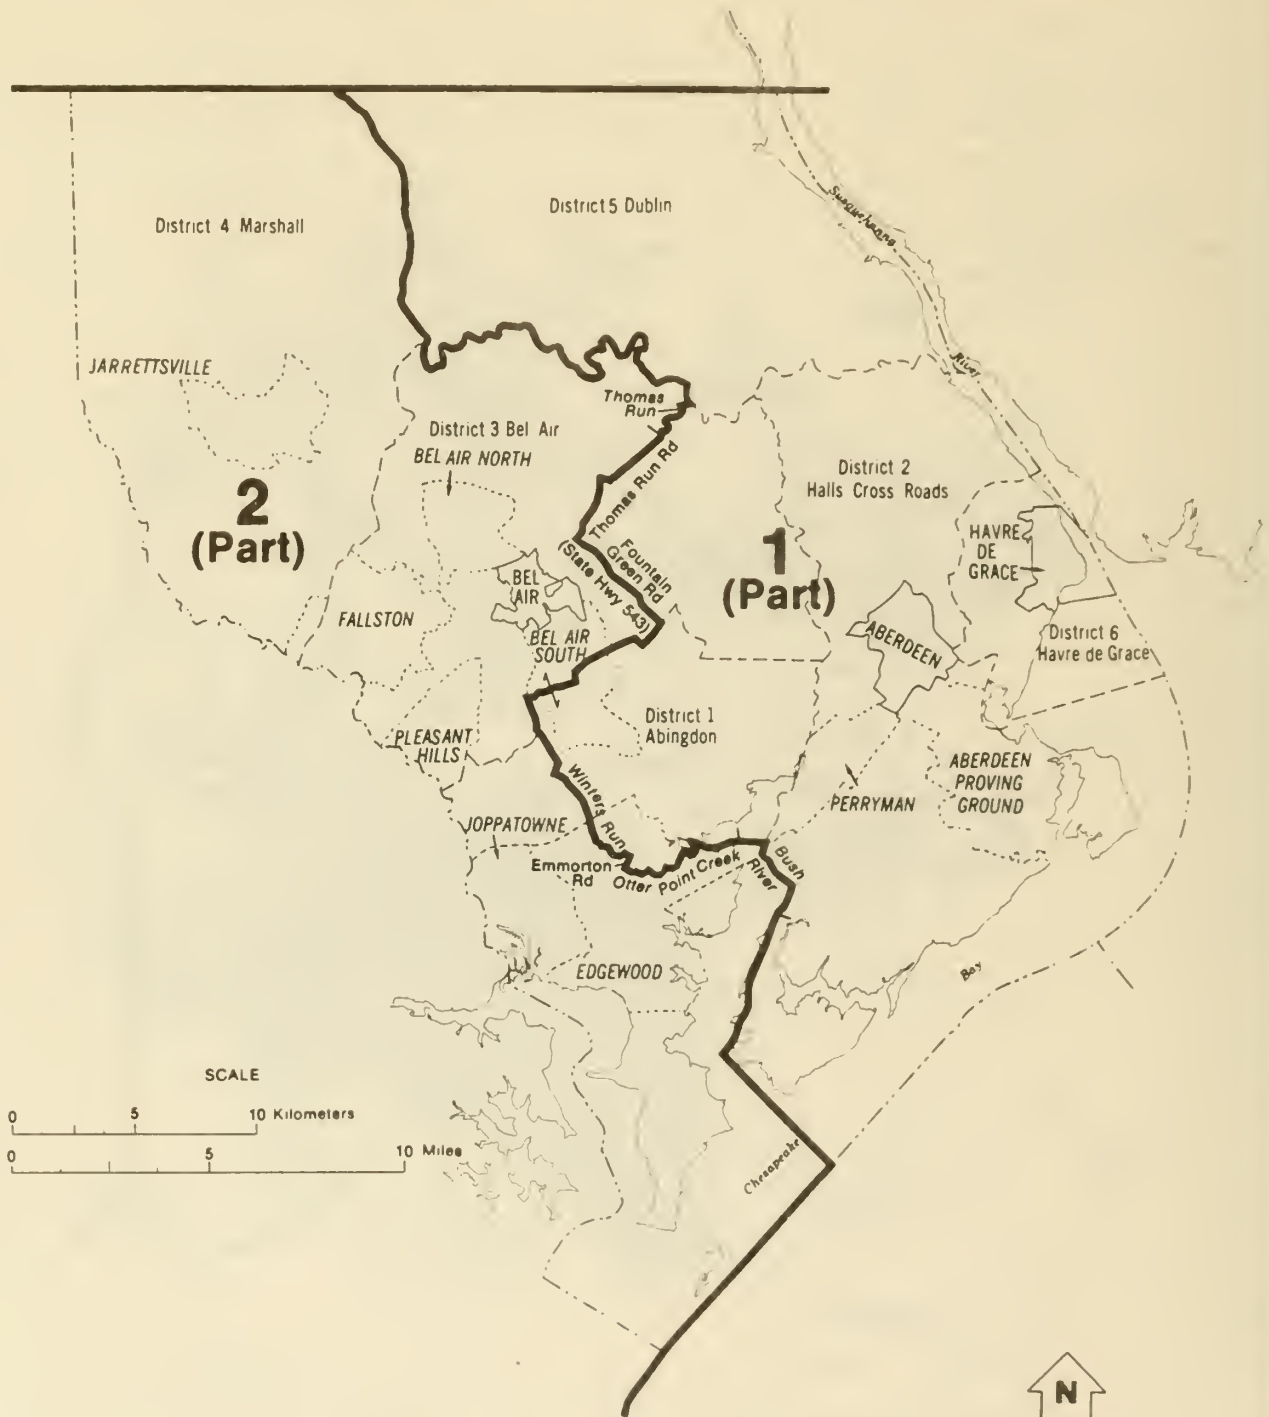 District 4 Marshall
District 5 Dublin
Susquehanna
River
JARRETTSVILLE
Thomas
Run
District 3 Bel Air
BEL AIR NORTH
Thomas Run Rd
District 2
Halls Cross Roads
2
(Part)
1
(Part)
Fountain
Green Rd
(State Hwy 543)
HAVRE
DE
GRACE
BEL
AIR
FALLSTON
BEL AIR
SOUTH
ABERDEEN
District 6
Havre de Grace
District 1
Abingdon
PLEASANT
HILLS
ABERDEEN
PROVING
GROUND
PERRYMAN
Winters Run
JOPPATOWNE
Emmorton
Rd
Otter Point Creek
Bush
River
EDGEWOOD
Bay
Chesapeake
SCALE
0 5 10 Kilometers
0 5 10 Miles
N